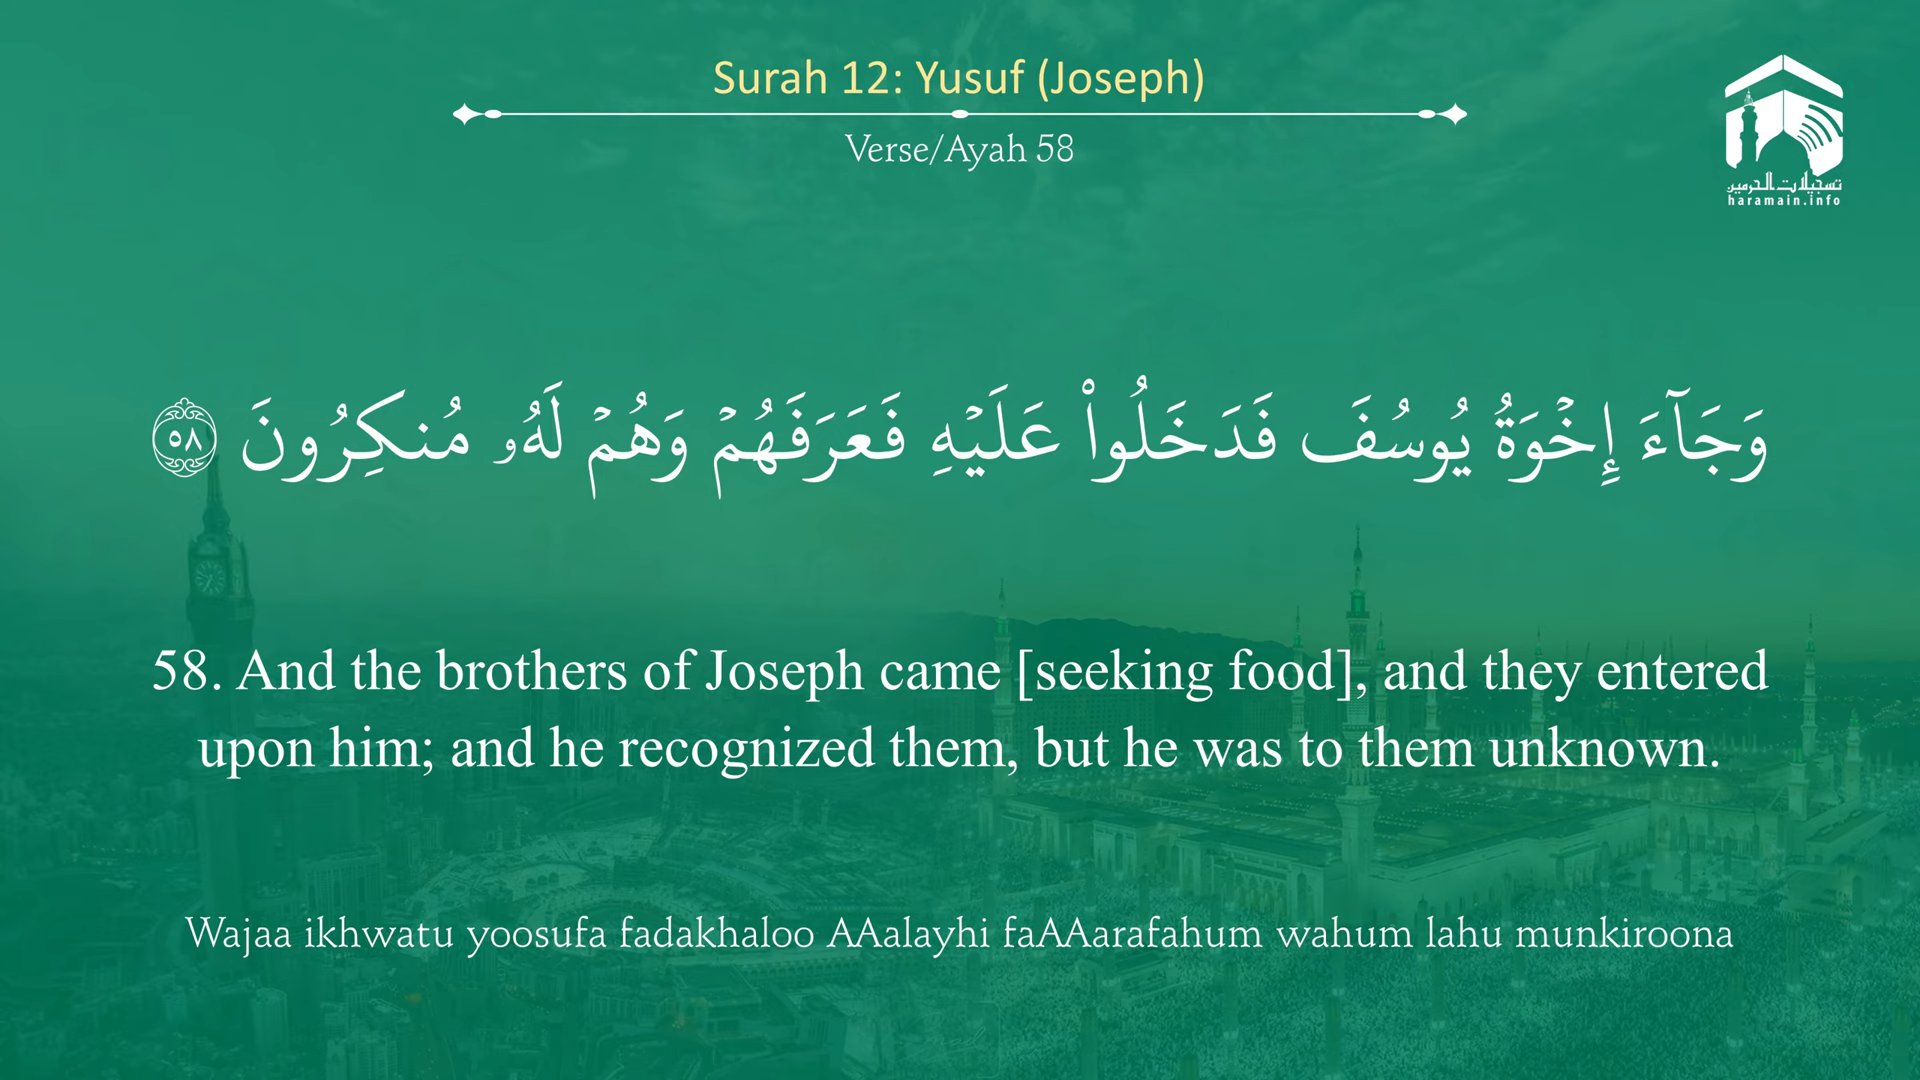 Surah 12: Yusuf (Joseph)
Verse/Ayah 58
تسجيلات الحرمين
haramain.info
وَجَآءَ إِخْوَةُ يُوسُفَ فَدَخَلُوا۟ عَلَيْهِ فَعَرَفَهُمْ وَهُمْ لَهُۥ مُنكِرُونَ ٥٨
58. And the brothers of Joseph came [seeking food], and they entered
upon him; and he recognized them, but he was to them unknown.
Wajaa ikhwatu yoosufa fadakhaloo AAalayhi faAAarafahum wahum lahu munkiroona